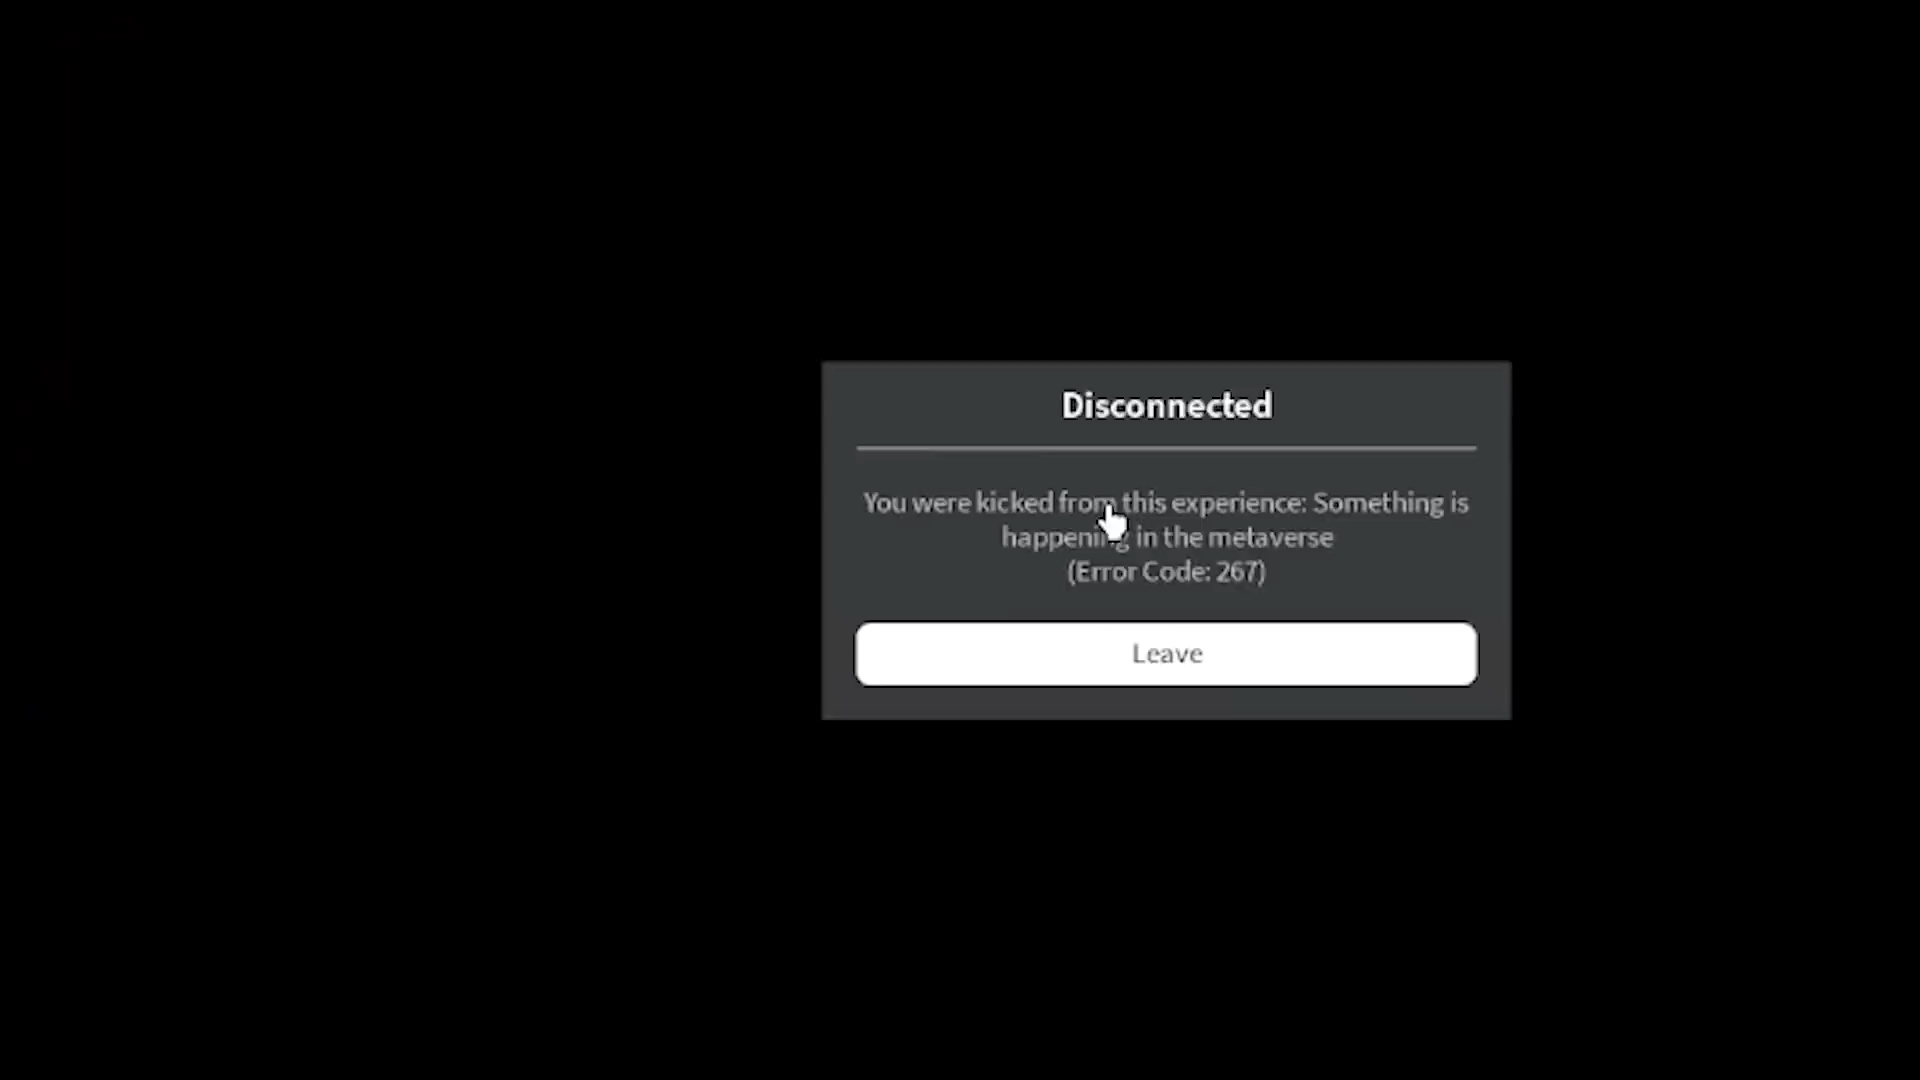 Disconnected
You were kicked from this experience: Something is
happening in the metaverse
(Error Code: 267)
Leave